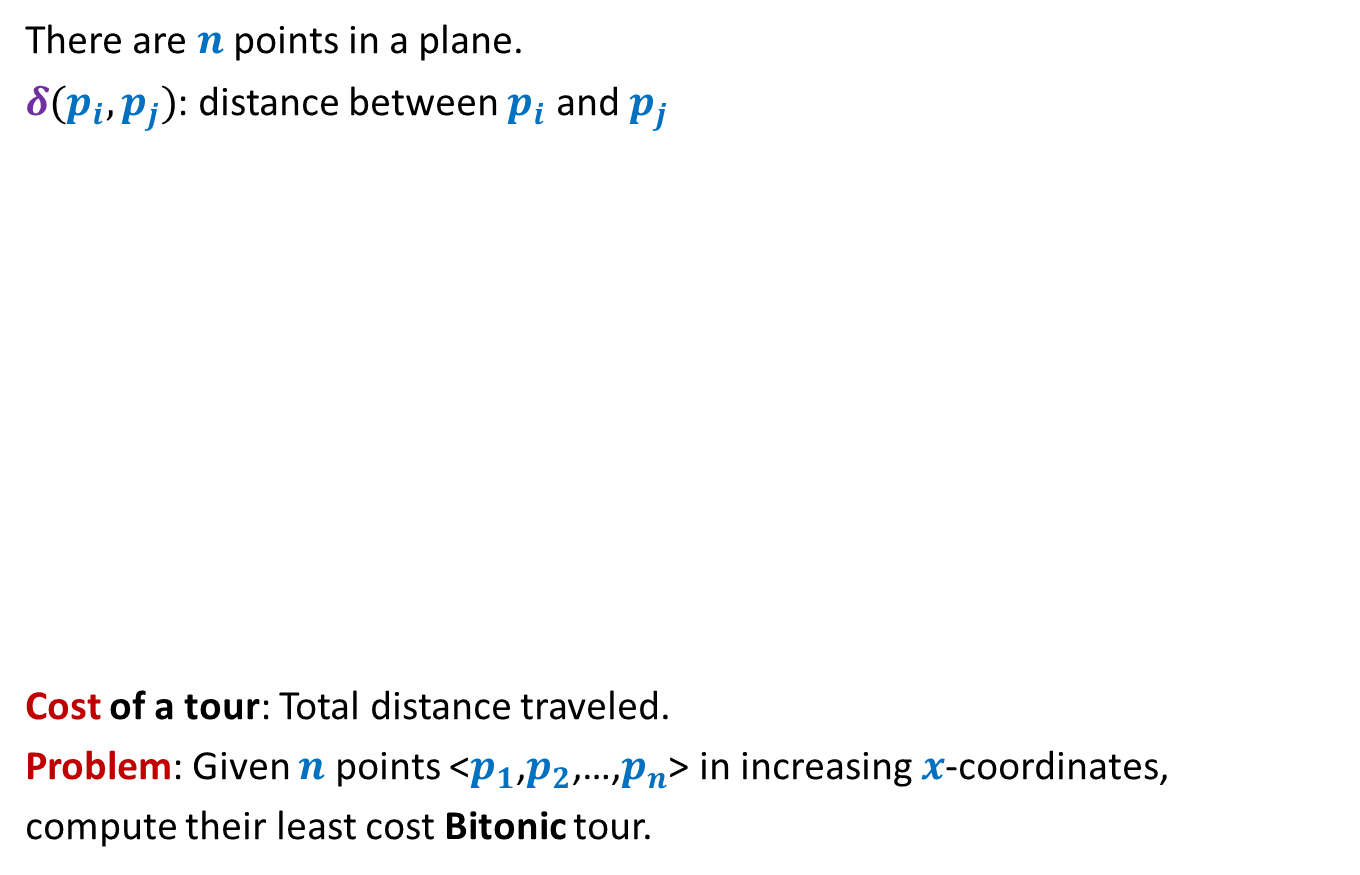 There are n points in a plane.
δ(pᵢ, pⱼ): distance between pᵢ and pⱼ
Cost of a tour: Total distance traveled.
Problem: Given n points <p₁,p₂,…,pₙ> in increasing x-coordinates,
compute their least cost Bitonic tour.